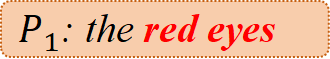 P₁: the red eyes